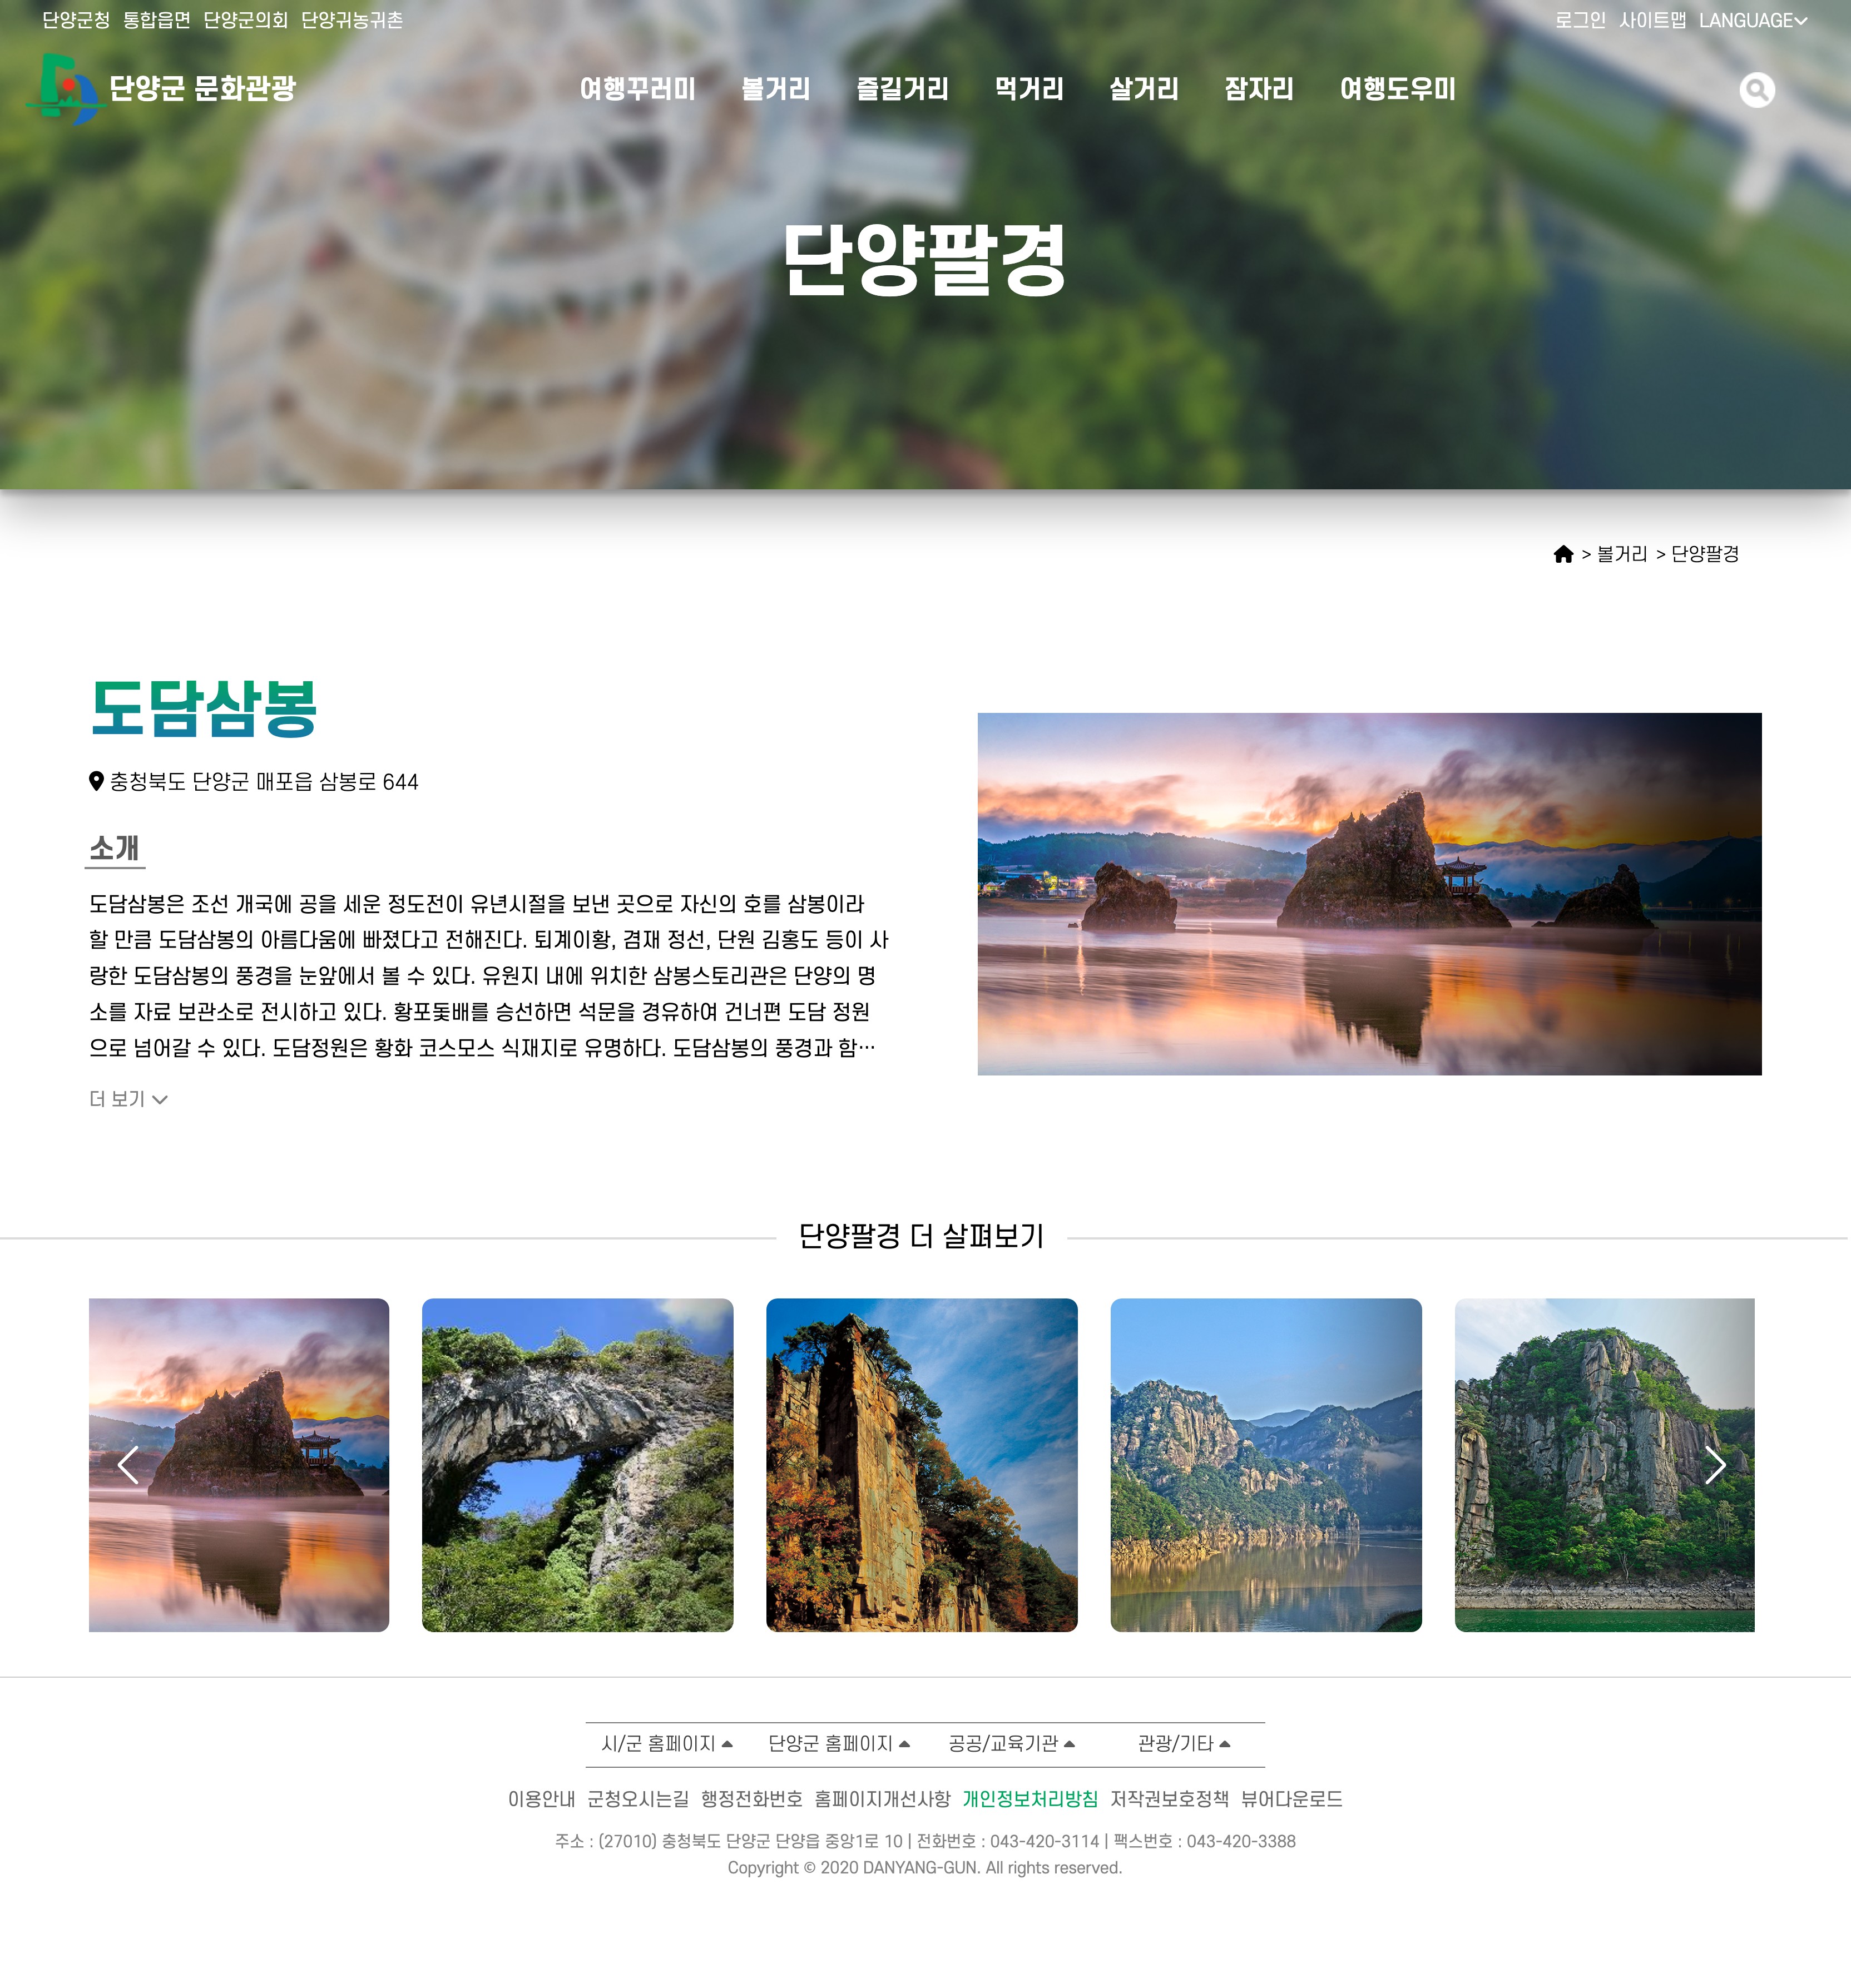 단양군청 통합읍면 단양군의회 단양귀농귀촌
로그인 사이트맵 LANGUAGE
단양군 문화관광
여행꾸러미 볼거리 즐길거리 먹거리 살거리 잠자리 여행도우미
단양팔경
> 볼거리 > 단양팔경
도담삼봉
충청북도 단양군 매포읍 삼봉로 644
소개
도담삼봉은 조선 개국에 공을 세운 정도전이 유년시절을 보낸 곳으로 자신의 호를 삼봉이라
할 만큼 도담삼봉의 아름다움에 빠졌다고 전해진다. 퇴계이황, 겸재 정선, 단원 김홍도 등이 사
랑한 도담삼봉의 풍경을 눈앞에서 볼 수 있다. 유원지 내에 위치한 삼봉스토리관은 단양의 명
소를 자료 보관소로 전시하고 있다. 황포돛배를 승선하면 석문을 경유하여 건너편 도담 정원
으로 넘어갈 수 있다. 도담정원은 황화 코스모스 식재지로 유명하다. 도담삼봉의 풍경과 함…
더 보기
단양팔경 더 살펴보기
시/군 홈페이지 단양군 홈페이지 공공/교육기관 관광/기타
이용안내 군청오시는길 행정전화번호 홈페이지개선사항 개인정보처리방침 저작권보호정책 뷰어다운로드
주소 : (27010) 충청북도 단양군 단양읍 중앙1로 10 | 전화번호 : 043-420-3114 | 팩스번호 : 043-420-3388
Copyright © 2020 DANYANG-GUN. All rights reserved.